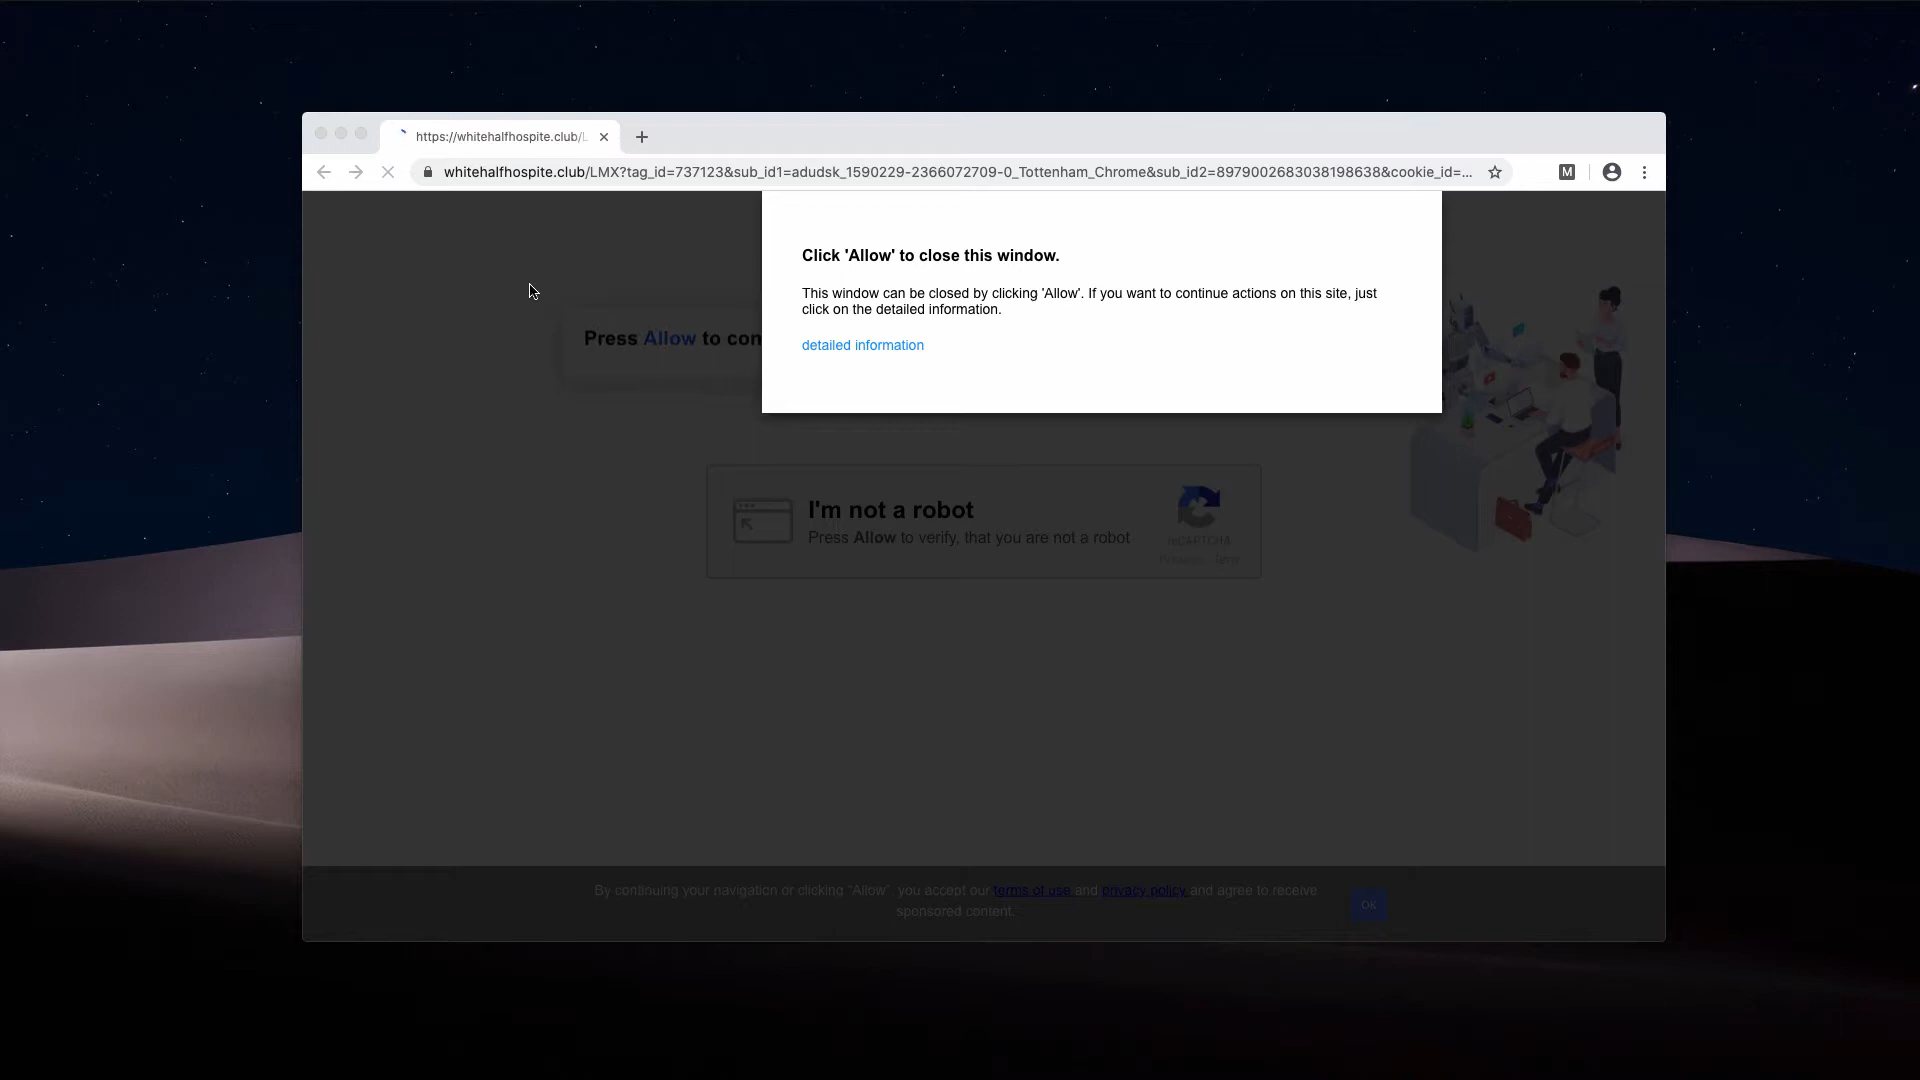 https://whitehalfhospite.club/L
whitehalfhospite.club/LMX?tag_id=737123&sub_id1=adudsk_1590229-2366072709-0_Tottenham_Chrome&sub_id2=8979002683038198638&cookie_id=...
M
Click 'Allow' to close this window.
This window can be closed by clicking 'Allow'. If you want to continue actions on this site, just
click on the detailed information.
detailed information
Press Allow to con
I'm not a robot
Press Allow to verify, that you are not a robot
reCAPTCHA
By continuing your navigation or clicking "Allow", you accept our terms of use and privacy policy and agree to receive
sponsored content.
Ok